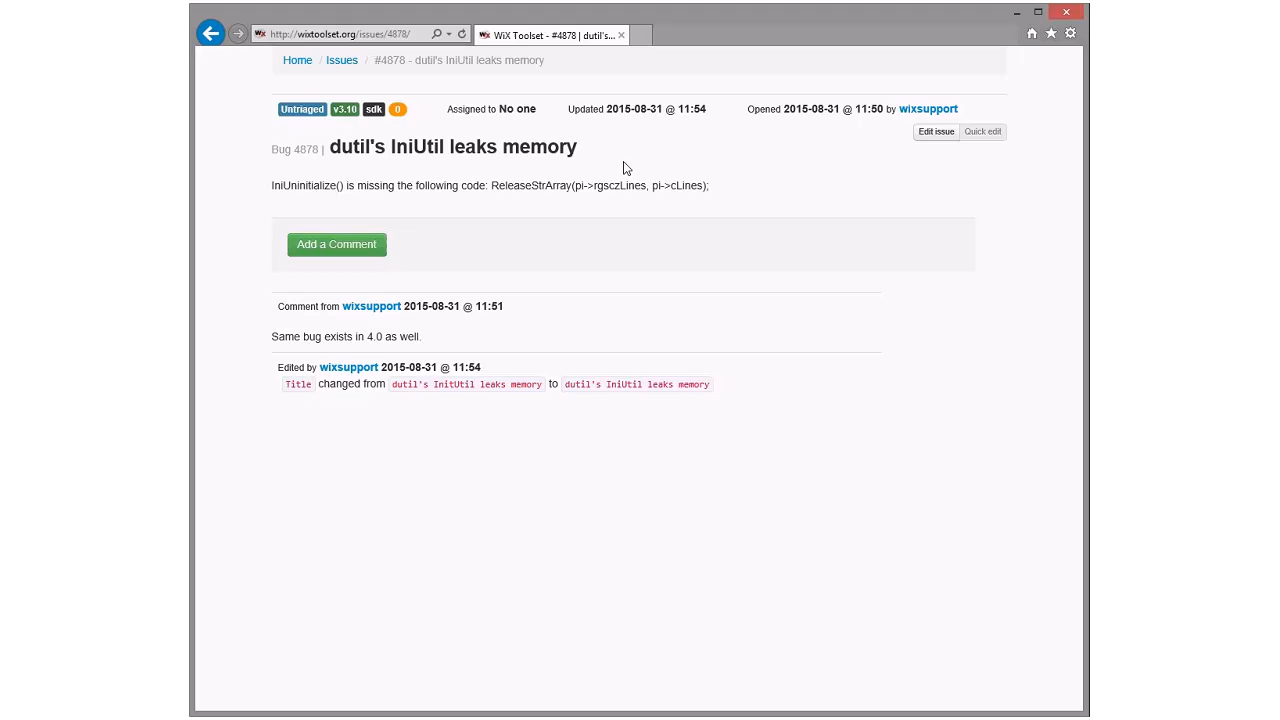 http://wixtoolset.org/issues/4878/
WiX Toolset - #4878 | dutil's...
Home / Issues / #4878 - dutil's IniUtil leaks memory
Untriaged v3.10 sdk 0 Assigned to No one Updated 2015-08-31 @ 11:54 Opened 2015-08-31 @ 11:50 by wixsupport
Edit issue Quick edit
Bug 4878 | dutil's IniUtil leaks memory
IniUninitialize() is missing the following code: ReleaseStrArray(pi->rgsczLines, pi->cLines);
Add a Comment
Comment from wixsupport 2015-08-31 @ 11:51
Same bug exists in 4.0 as well.
Edited by wixsupport 2015-08-31 @ 11:54
Title changed from dutil's InitUtil leaks memory to dutil's IniUtil leaks memory